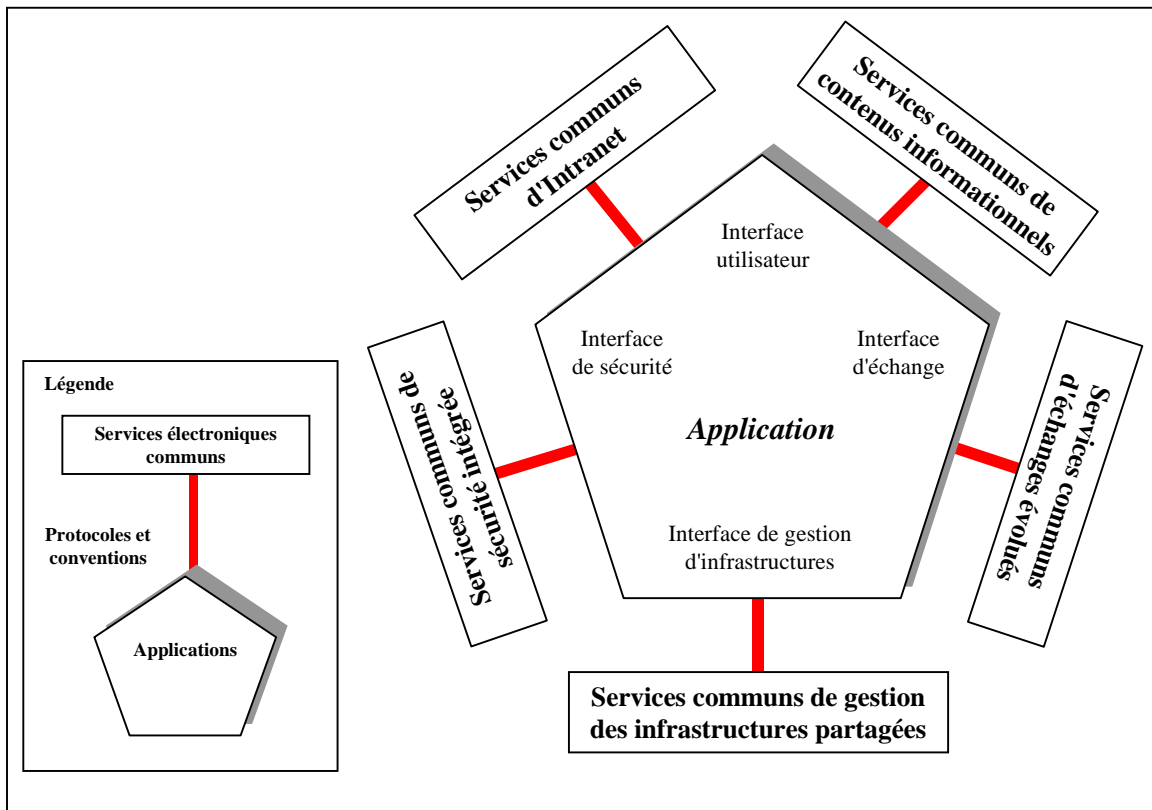 Services communs
d'Intranet
Services communs de
contenus informationnels
Interface
utilisateur
Interface
de sécurité
Interface
d'échange
Application
Interface de gestion
d'infrastructures
Services communs de
sécurité intégrée
Services communs
d'échanges évolués
Services communs de gestion
des infrastructures partagées
Légende
Services électroniques
communs
Protocoles et
conventions
Applications